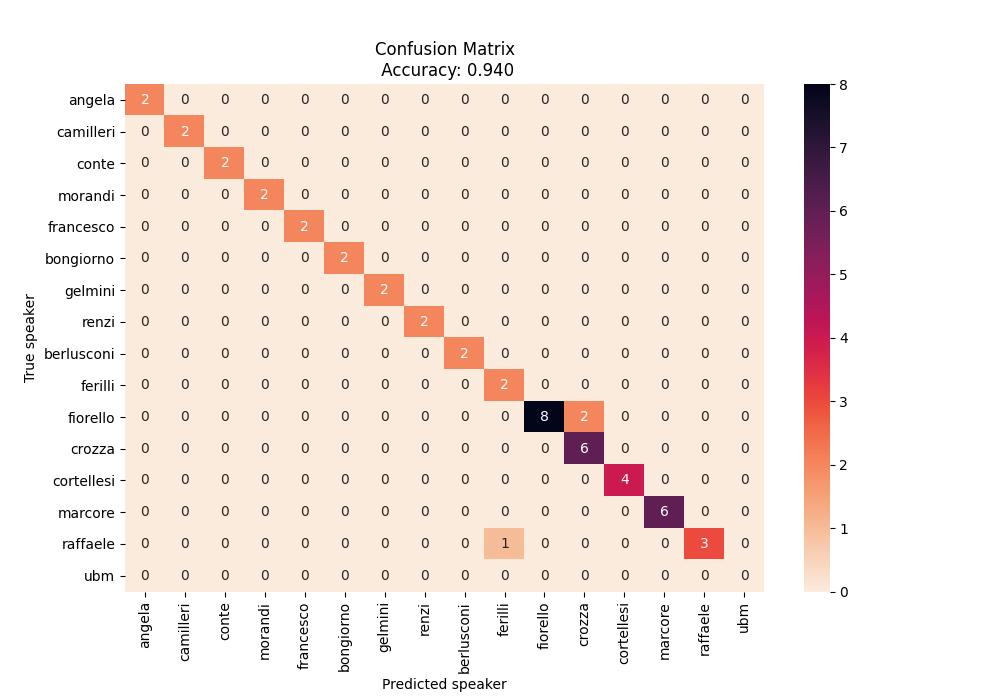 Confusion Matrix
Accuracy: 0.940
True speaker
angela 2 0 0 0 0 0 0 0 0 0 0 0 0 0 0 0
camilleri 0 2 0 0 0 0 0 0 0 0 0 0 0 0 0 0
conte 0 0 2 0 0 0 0 0 0 0 0 0 0 0 0 0
morandi 0 0 0 2 0 0 0 0 0 0 0 0 0 0 0 0
francesco 0 0 0 0 2 0 0 0 0 0 0 0 0 0 0 0
bongiorno 0 0 0 0 0 2 0 0 0 0 0 0 0 0 0 0
gelmini 0 0 0 0 0 0 2 0 0 0 0 0 0 0 0 0
renzi 0 0 0 0 0 0 0 2 0 0 0 0 0 0 0 0
berlusconi 0 0 0 0 0 0 0 0 2 0 0 0 0 0 0 0
ferilli 0 0 0 0 0 0 0 0 0 2 0 0 0 0 0 0
fiorello 0 0 0 0 0 0 0 0 0 0 8 2 0 0 0 0
crozza 0 0 0 0 0 0 0 0 0 0 0 6 0 0 0 0
cortellesi 0 0 0 0 0 0 0 0 0 0 0 0 4 0 0 0
marcore 0 0 0 0 0 0 0 0 0 0 0 0 0 6 0 0
raffaele 0 0 0 0 0 0 0 0 0 1 0 0 0 0 3 0
ubm 0 0 0 0 0 0 0 0 0 0 0 0 0 0 0 0
angela camilleri conte morandi francesco bongiorno gelmini renzi berlusconi ferilli fiorello crozza cortellesi marcore raffaele ubm
Predicted speaker
8
7
6
5
4
3
2
1
0